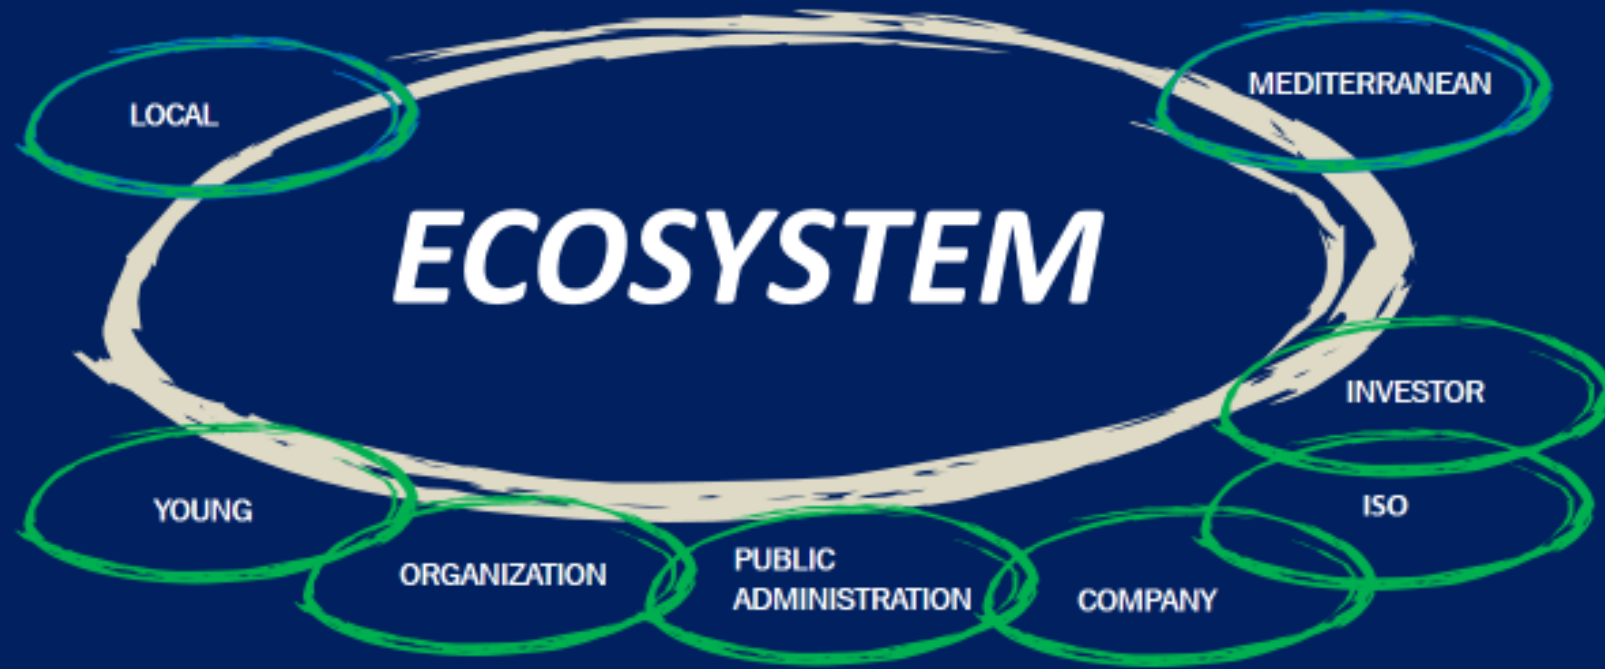 LOCAL
MEDITERRANEAN
ECOSYSTEM
INVESTOR
YOUNG
ISO
ORGANIZATION
PUBLIC
ADMINISTRATION
COMPANY